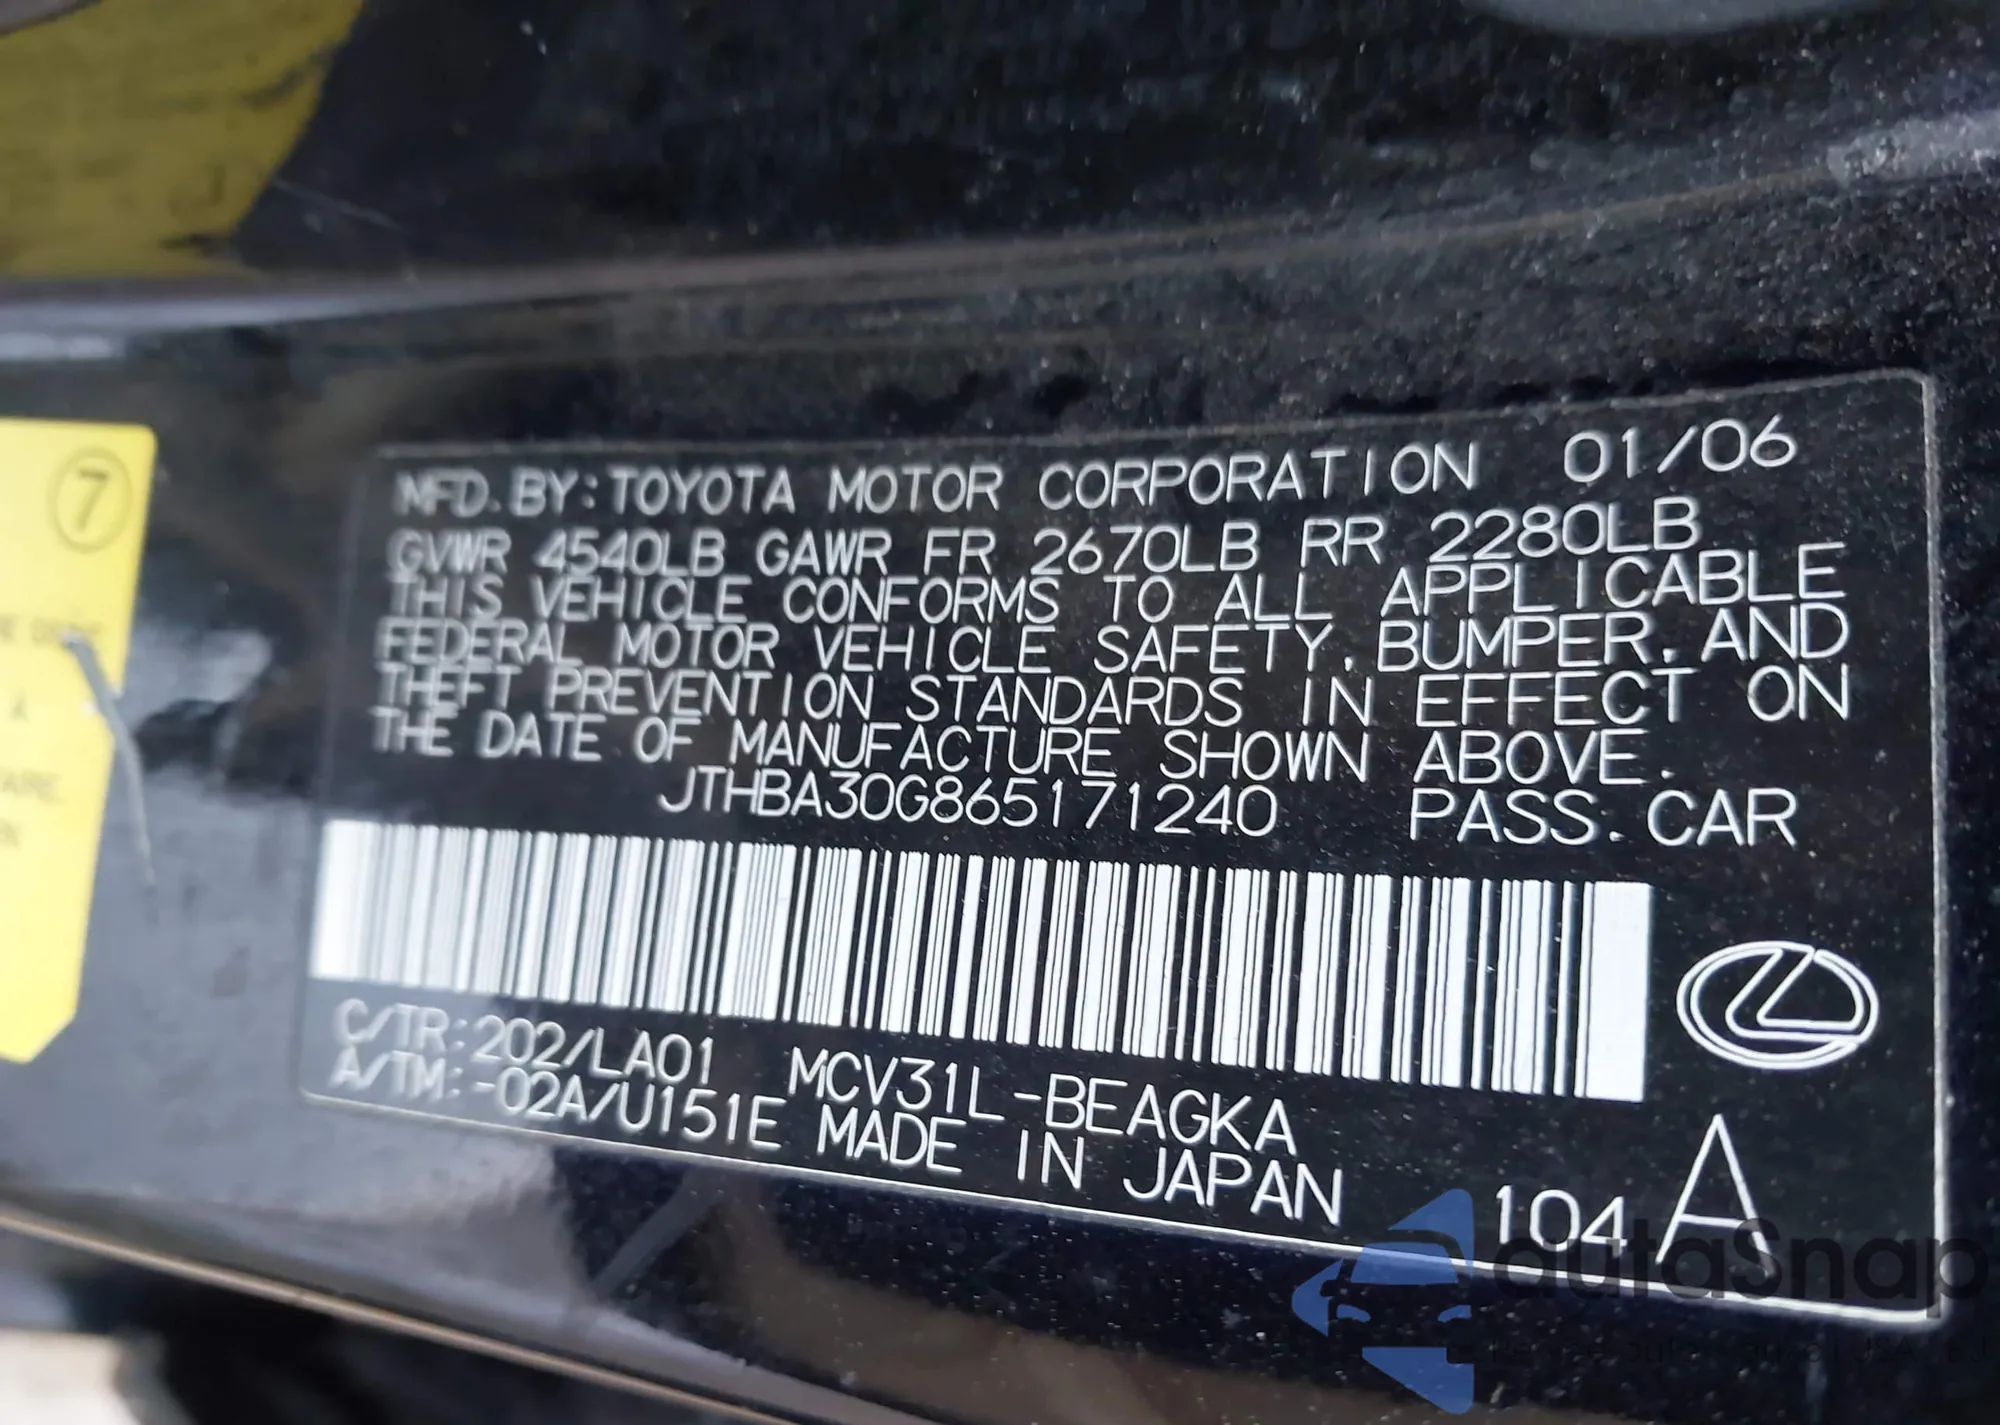 MFD. BY: TOYOTA MOTOR CORPORATION 01/06
GVWR 4540LB GAWR FR 2670LB RR 2280LB
THIS VEHICLE CONFORMS TO ALL APPLICABLE
FEDERAL MOTOR VEHICLE SAFETY, BUMPER, AND
THEFT PREVENTION STANDARDS IN EFFECT ON
THE DATE OF MANUFACTURE SHOWN ABOVE.
JTHBA30G865171240 PASS. CAR
C/TR: 202/LA01 MCV31L-BEAGKA
A/TM: -02A/U151E MADE IN JAPAN
104 A
7
autaSnap